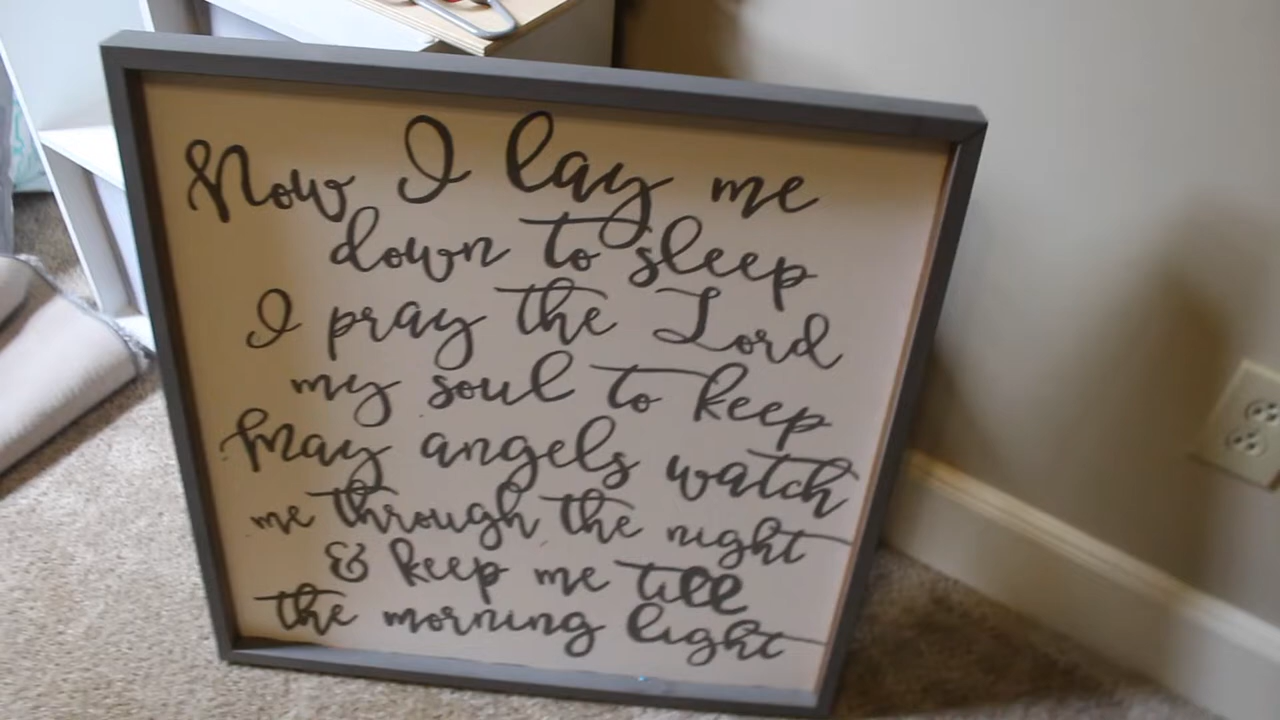 Now I lay me
down to sleep
I pray the Lord
my soul to keep
May angels watch
me through the night
& keep me till
the morning light